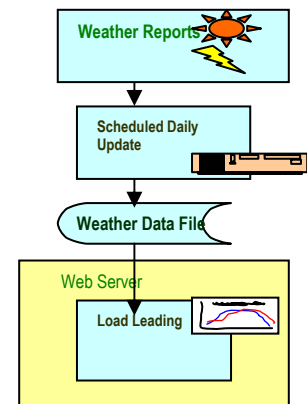 Weather Reports
Scheduled Daily
Update
Weather Data File
Web Server
Load Leading